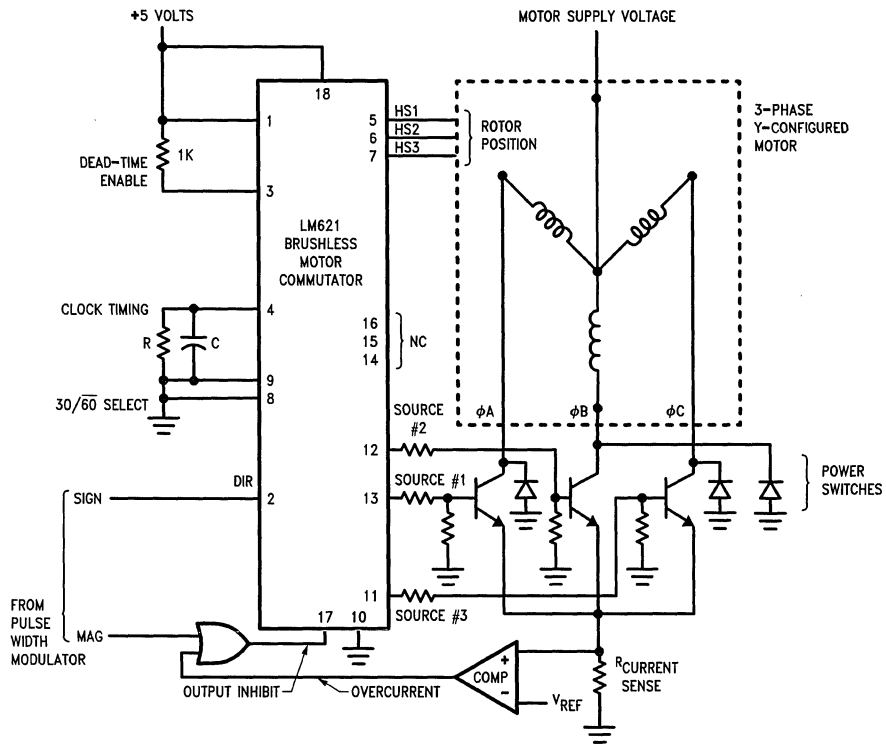 +5 VOLTS
MOTOR SUPPLY VOLTAGE
18
1
5
HS1
6
HS2
7
HS3
ROTOR
POSITION
3-PHASE
Y-CONFIGURED
MOTOR
1K
DEAD-TIME
ENABLE
3
LM621
BRUSHLESS
MOTOR
COMMUTATOR
CLOCK TIMING
4
R
C
16
15
14
NC
9
8
30/6̅0̅ SELECT
ϕA
ϕB
ϕC
SOURCE
#2
12
DIR
SIGN
2
13
SOURCE #1
POWER
SWITCHES
11
SOURCE #3
FROM
PULSE
WIDTH
MODULATOR
MAG
17
10
OUTPUT INHIBIT
OVERCURRENT
+
COMP
−
VREF
RCURRENT
SENSE